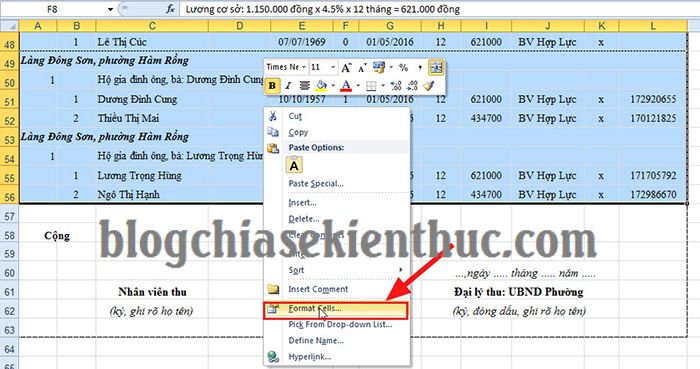 F8 fx Lương cơ sở: 1.150.000 đồng x 4.5% x 12 tháng = 621.000 đồng
A B C D E F G H I J K L
48 1 Lê Thị Cúc 07/07/1969 0 01/05/2016 12 621000 BV Hợp Lực x
49 Làng Đông Sơn, phường Hàm Rồng
Times Ne 11 A A % ,
50 1 Hộ gia đình ông, bà: Dương Đình Cung
B I A
51 1 Dương Đình Cung 10/10/1957 1 01/05/2016 12 621000 BV Hợp Lực x 172920655
52 2 Thiều Thị Mai 12 434700 BV Hợp Lực x 170121825
53 Làng Đông Sơn, phường Hàm Rồng
54 1 Hộ gia đình ông, bà: Lương Trọng Hùng
55 1 Lương Trọng Hùng 12 621000 BV Hợp Lực x 171705792
56 2 Ngô Thị Hạnh 12 434700 BV Hợp Lực x 172986670
57
58 Cộng
59
60 ...,ngày ..... tháng ..... năm .....
61 Nhân viên thu Đại lý thu: UBND Phường
62 (ký, ghi rõ họ tên) (ký, đóng dấu, ghi rõ họ tên)
63
64
Cut
Copy
Paste Options:
A
Paste Special...
Insert...
Delete...
Clear Contents
Filter
Sort
Insert Comment
Format Cells...
Pick From Drop-down List...
Define Name...
Hyperlink...
blogchiasekienthuc.com